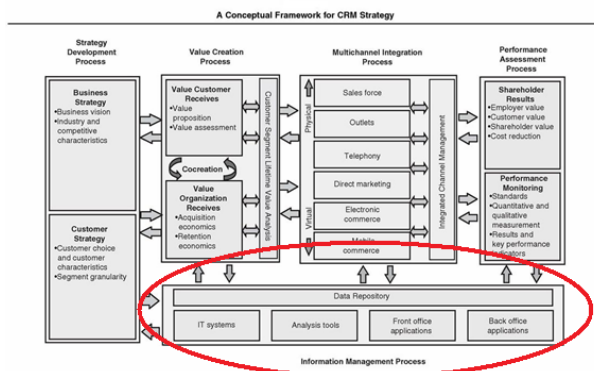 A Conceptual Framework for CRM Strategy
Strategy
Development
Process
Value Creation
Process
Multichannel Integration
Process
Performance
Assessment
Process
Business
Strategy
•Business vision
•Industry and
competitive
characteristics
Customer
Strategy
•Customer choice
and customer
characteristics
•Segment granularity
Value Customer
Receives
•Value
proposition
•Value assessment
Cocreation
Value
Organization
Receives
•Acquisition
economics
•Retention
economics
Customer Segment Lifetime Value Analysis
Physical
Virtual
Sales force
Outlets
Telephony
Direct marketing
Electronic
commerce
Mobile
commerce
Integrated Channel Management
Shareholder
Results
•Employer value
•Customer value
•Shareholder value
•Cost reduction
Performance
Monitoring
•Standards
•Quantitative and
qualitative
measurement
•Results and
key performance
indicators
Data Repository
IT systems
Analysis tools
Front office
applications
Back office
applications
Information Management Process